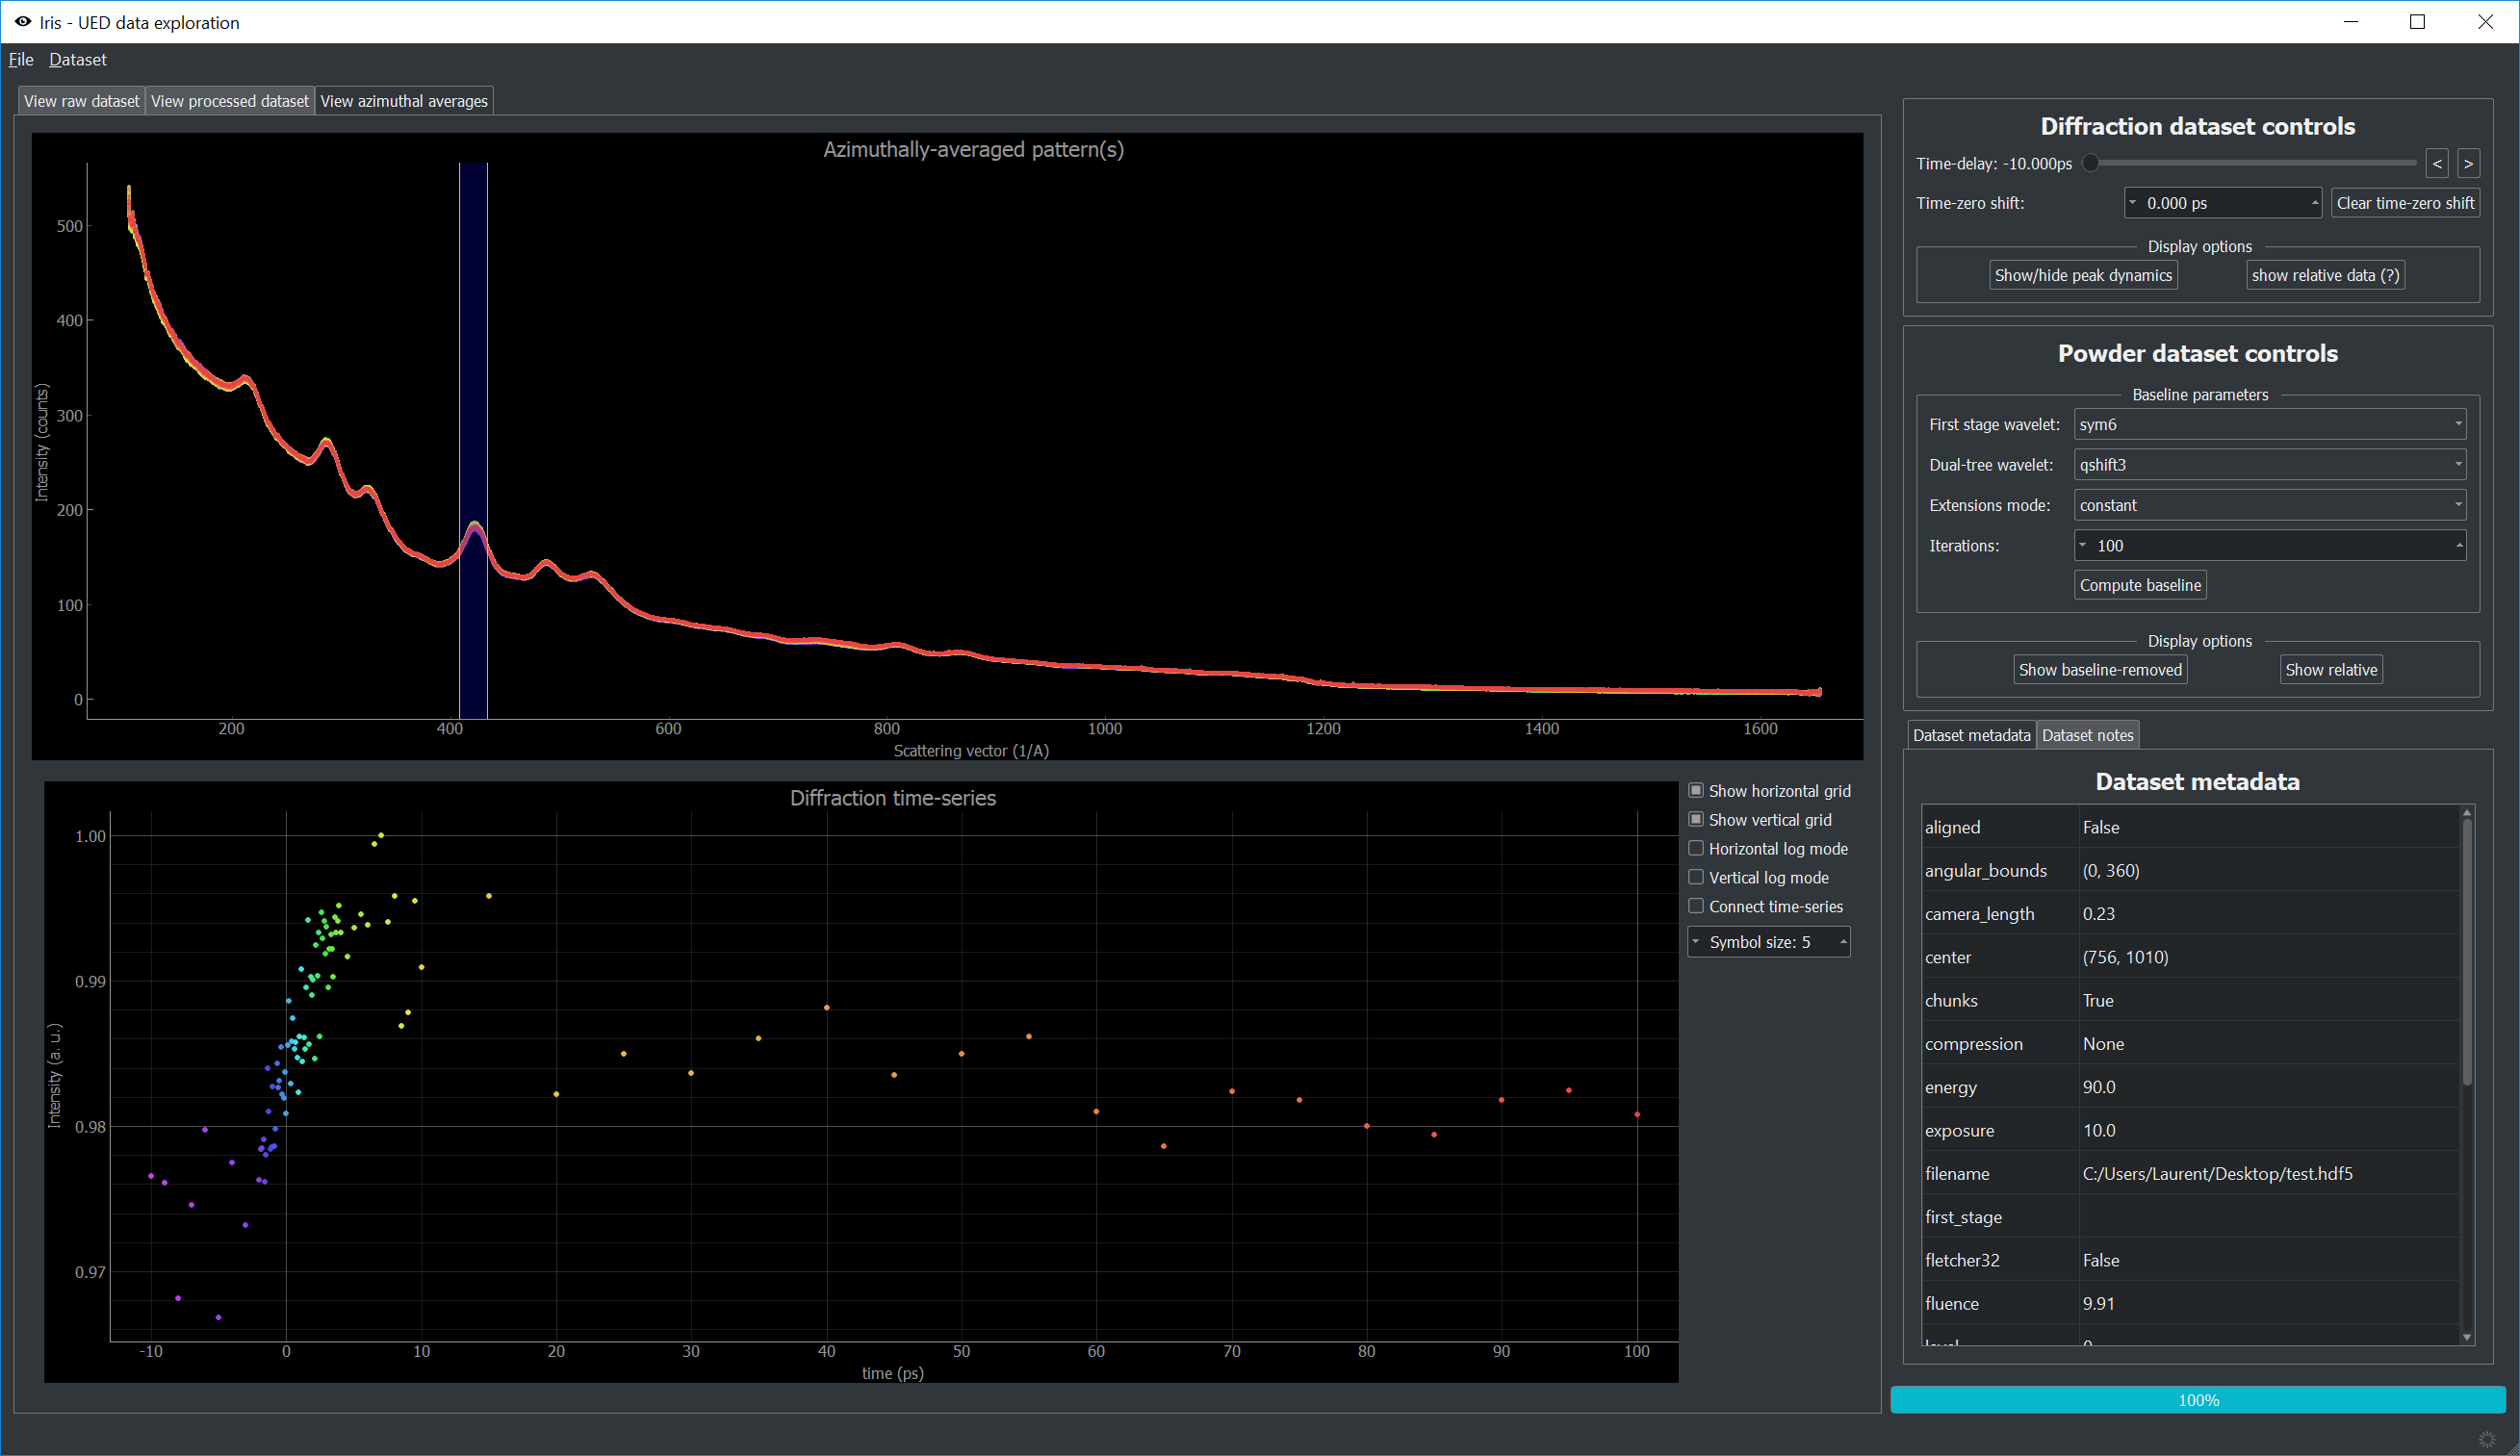 Iris - UED data exploration
File Dataset
View raw dataset View processed dataset View azimuthal averages
Azimuthally-averaged pattern(s)
Intensity (counts)
500
400
300
200
100
0
200 400 600 800 1000 1200 1400 1600
Scattering vector (1/A)
Diffraction time-series
Intensity (a. u.)
1.00
0.99
0.98
0.97
-10 0 10 20 30 40 50 60 70 80 90 100
time (ps)
Show horizontal grid
Show vertical grid
Horizontal log mode
Vertical log mode
Connect time-series
Symbol size: 5
Diffraction dataset controls
Time-delay: -10.000ps < >
Time-zero shift: 0.000 ps Clear time-zero shift
Display options
Show/hide peak dynamics show relative data (?)
Powder dataset controls
Baseline parameters
First stage wavelet: sym6
Dual-tree wavelet: qshift3
Extensions mode: constant
Iterations: 100
Compute baseline
Display options
Show baseline-removed Show relative
Dataset metadata Dataset notes
Dataset metadata
aligned False
angular_bounds (0, 360)
camera_length 0.23
center (756, 1010)
chunks True
compression None
energy 90.0
exposure 10.0
filename C:/Users/Laurent/Desktop/test.hdf5
first_stage
fletcher32 False
fluence 9.91
100%